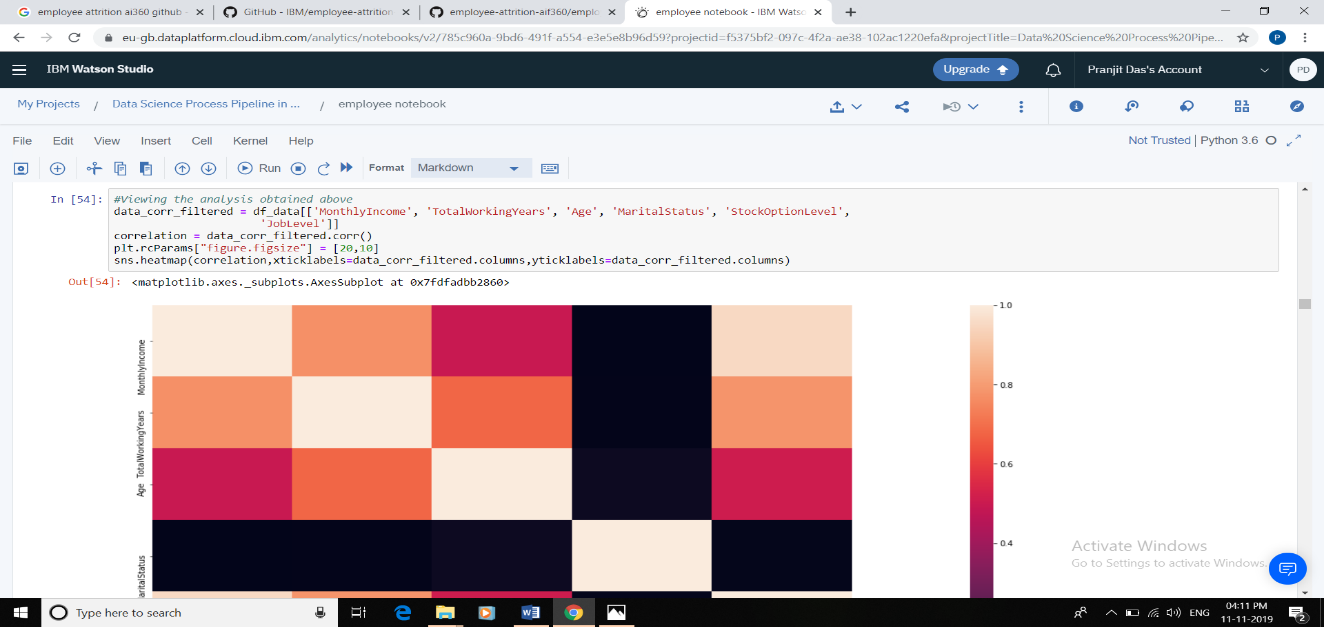 employee attrition ai360 github -
GitHub - IBM/employee-attrition
employee-attrition-aif360/emplo
employee notebook - IBM Watso
eu-gb.dataplatform.cloud.ibm.com/analytics/notebooks/v2/785c960a-9bd6-491f-a554-e3e5e8b96d59?projectid=f5375bf2-097c-4f2a-ae38-102ac1220efa&projectTitle=Data%20Science%20Process%20Pipe...
P
IBM Watson Studio
Upgrade
Pranjit Das's Account
PD
My Projects / Data Science Process Pipeline in ... / employee notebook
File Edit View Insert Cell Kernel Help
Not Trusted | Python 3.6
Run
Format
Markdown
In [54]:
#Viewing the analysis obtained above
data_corr_filtered = df_data[['MonthlyIncome', 'TotalWorkingYears', 'Age', 'MaritalStatus', 'StockOptionLevel',
'JobLevel']]
correlation = data_corr_filtered.corr()
plt.rcParams["figure.figsize"] = [20,10]
sns.heatmap(correlation,xticklabels=data_corr_filtered.columns,yticklabels=data_corr_filtered.columns)
Out[54]: <matplotlib.axes._subplots.AxesSubplot at 0x7fdfadbb2860>
MonthlyIncome
TotalWorkingYears
Age
aritalStatus
1.0
0.8
0.6
0.4
Activate Windows
Go to Settings to activate Windows.
Type here to search
ENG
04:11 PM
11-11-2019
2